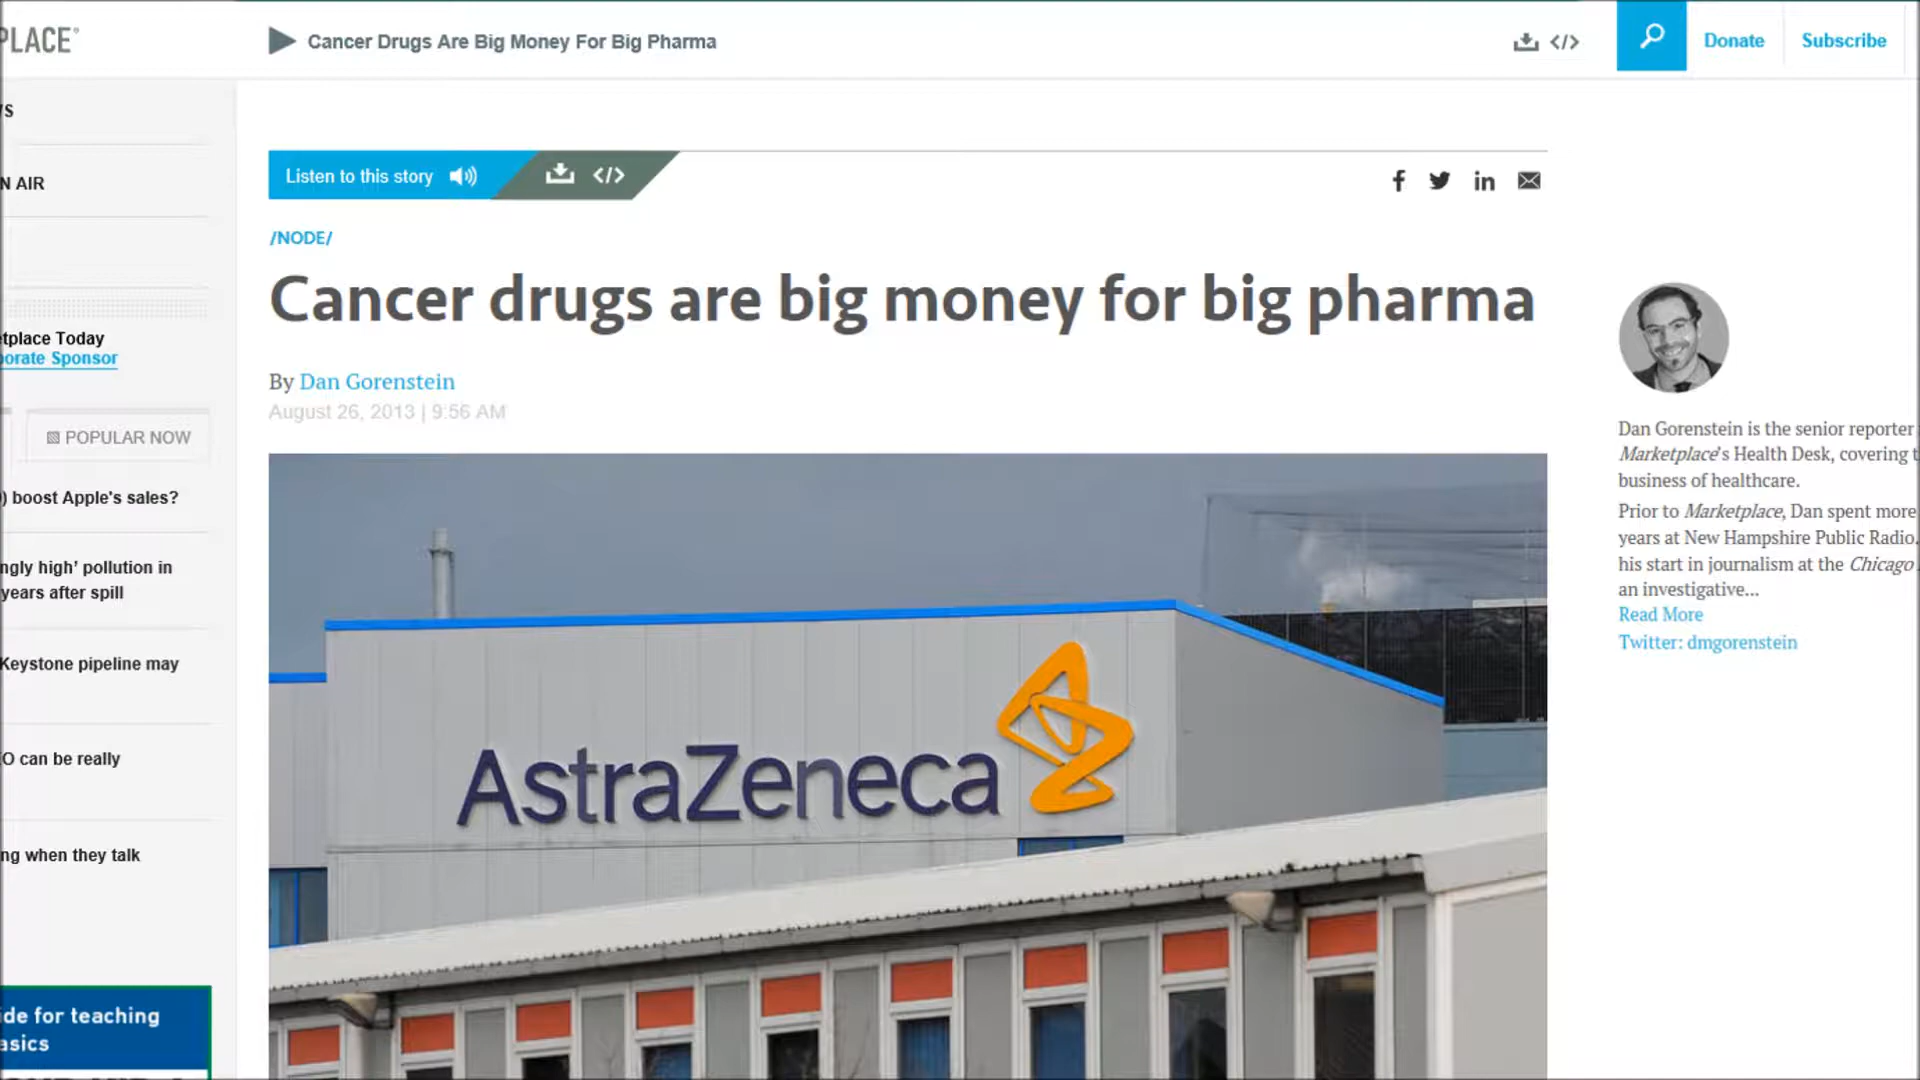 PLACE®
Cancer Drugs Are Big Money For Big Pharma
</>
Donate
Subscribe
/S
N AIR
tplace Today
orate Sponsor
POPULAR NOW
) boost Apple's sales?
ngly high’ pollution in
years after spill
Keystone pipeline may
O can be really
ng when they talk
ide for teaching
asics
Listen to this story
</>
/NODE/
Cancer drugs are big money for big pharma
By Dan Gorenstein
August 26, 2013 | 9:56 AM
AstraZeneca
Dan Gorenstein is the senior reporter
Marketplace's Health Desk, covering t
business of healthcare.
Prior to Marketplace, Dan spent more
years at New Hampshire Public Radio.
his start in journalism at the Chicago
an investigative...
Read More
Twitter: dmgorenstein